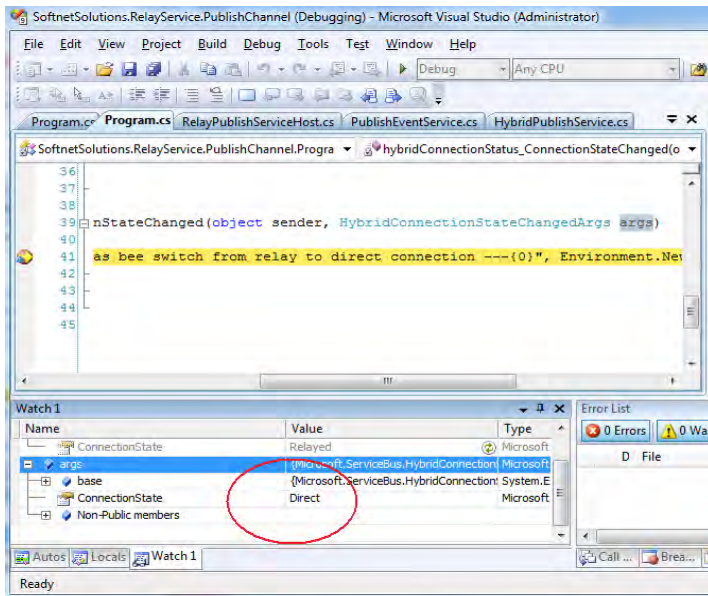 SoftnetSolutions.RelayService.PublishChannel (Debugging) - Microsoft Visual Studio (Administrator)
File Edit View Project Build Debug Tools Test Window Help
Debug Any CPU
Program.cs Program.cs RelayPublishServiceHost.cs PublishEventService.cs HybridPublishService.cs
SoftnetSolutions.RelayService.PublishChannel.Progra hybridConnectionStatus_ConnectionStateChanged(o
36
37
38
39 nStateChanged(object sender, HybridConnectionStateChangedArgs args)
40
41 as bee switch from relay to direct connection ---{0}", Environment.New
42
43
44
45
Watch 1
Error List
Name Value Type
0 Errors 0 Wa
ConnectionState Relayed Microsoft
D File
args {Microsoft.ServiceBus.HybridConnection Microsoft
base {Microsoft.ServiceBus.HybridConnection System.E
ConnectionState Direct Microsoft
Non-Public members
Autos Locals Watch 1
Call ... Brea...
Ready